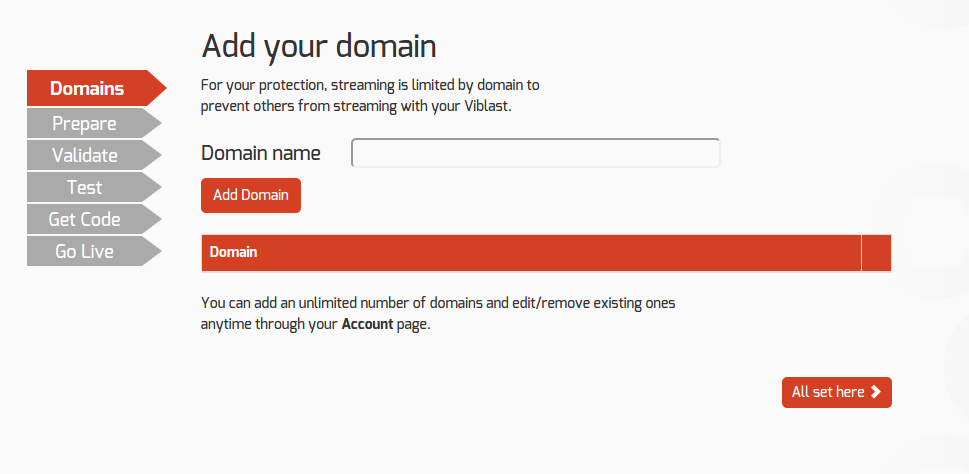 Add your domain
For your protection, streaming is limited by domain to
prevent others from streaming with your Viblast.
Domains
Prepare
Validate
Test
Get Code
Go Live
Domain name
Add Domain
Domain
You can add an unlimited number of domains and edit/remove existing ones
anytime through your Account page.
All set here